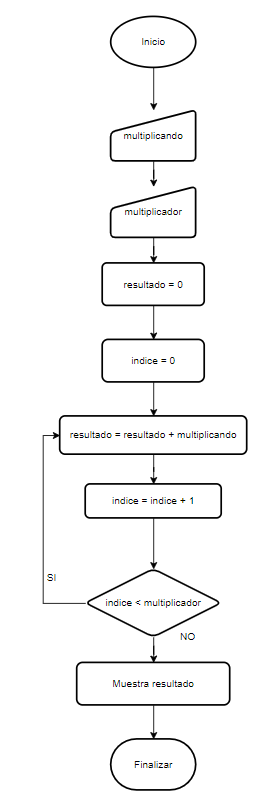 Inicio
multiplicando
multiplicador
resultado = 0
indice = 0
resultado = resultado + multiplicando
indice = indice + 1
SI
indice < multiplicador
NO
Muestra resultado
Finalizar